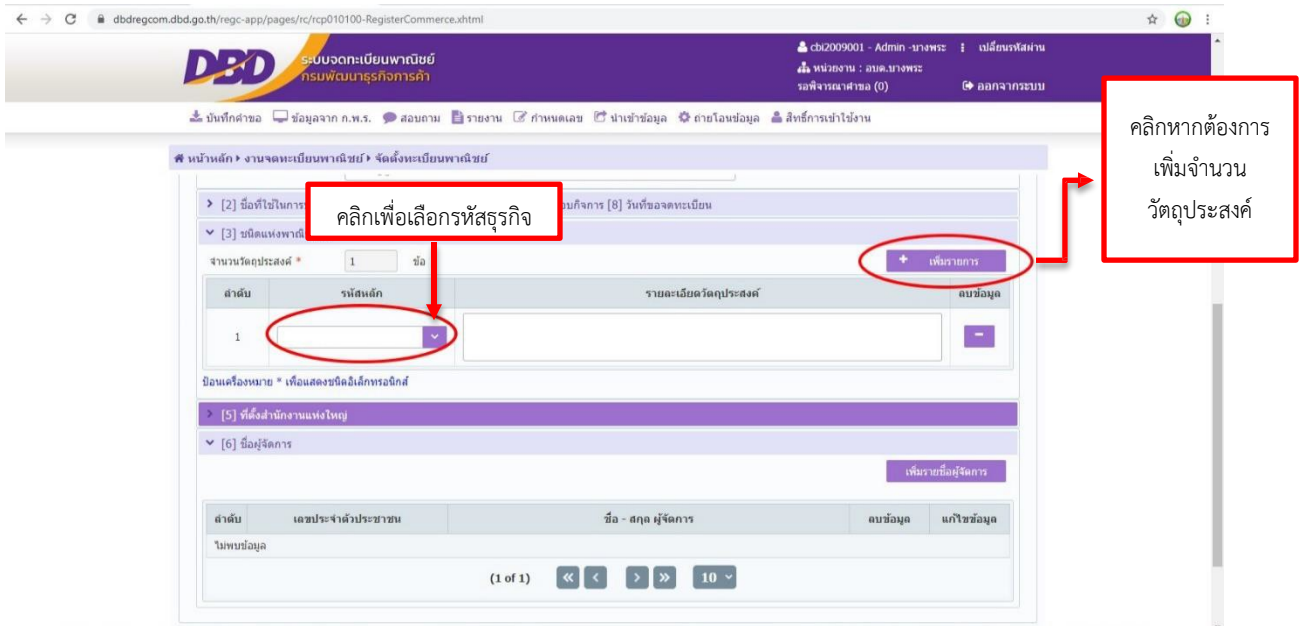 dbdregcom.dbd.go.th/regc-app/pages/rc/rcp010100-RegisterCommerce.xhtml
DBD
ระบบจดทะเบียนพาณิชย์
กรมพัฒนาธุรกิจการค้า
cbi2009001 - Admin -บางพระ
เปลี่ยนรหัสผ่าน
หน่วยงาน : อบต.บางพระ
รอพิจารณาคำขอ (0)
ออกจากระบบ
บันทึกคำขอ ข้อมูลจาก ก.พ.ร. สอบถาม รายงาน กำหนดเลข นำเข้าข้อมูล ถ่ายโอนข้อมูล สิทธิ์การเข้าใช้งาน
คลิกหากต้องการ
เพิ่มจำนวน
วัตถุประสงค์
หน้าหลัก งานจดทะเบียนพาณิชย์ จัดตั้งทะเบียนพาณิชย์
[2] ชื่อที่ใช้ในการ
อบกิจการ [8] วันที่ขอจดทะเบียน
คลิกเพื่อเลือกรหัสธุรกิจ
[3] ชนิดแห่งพาณิ
จำนวนวัตถุประสงค์ * 1 ข้อ
+ เพิ่มรายการ
ลำดับ รหัสหลัก รายละเอียดวัตถุประสงค์ ลบข้อมูล
1
ป้อนเครื่องหมาย * เพื่อแสดงชนิดอิเล็กทรอนิกส์
[5] ที่ตั้งสำนักงานแห่งใหญ่
[6] ชื่อผู้จัดการ
เพิ่มรายชื่อผู้จัดการ
ลำดับ เลขประจำตัวประชาชน ชื่อ - สกุล ผู้จัดการ ลบข้อมูล แก้ไขข้อมูล
ไม่พบข้อมูล
(1 of 1) 10